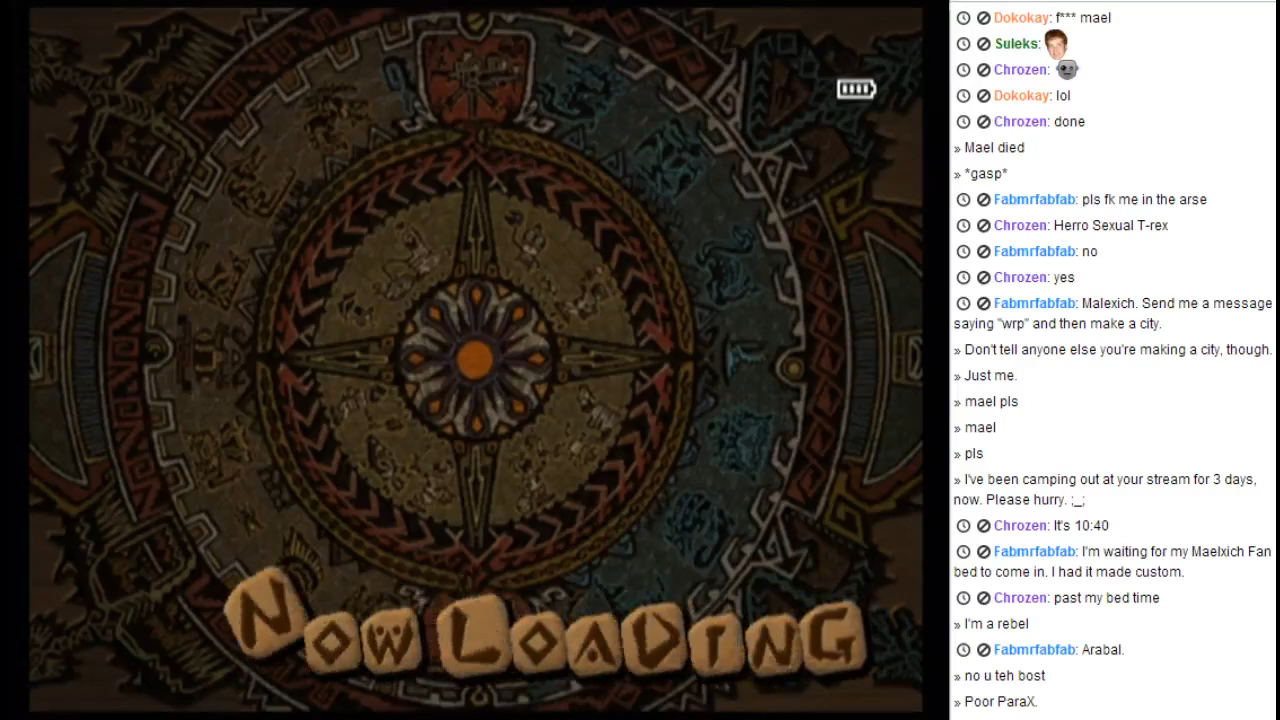 Now Loading
Dokokay: f*** mael
Suleks:
Chrozen:
Dokokay: lol
Chrozen: done
» Mael died
» *gasp*
Fabmrfabfab: pls fk me in the arse
Chrozen: Herro Sexual T-rex
Fabmrfabfab: no
Chrozen: yes
Fabmrfabfab: Malexich. Send me a message
saying "wrp" and then make a city.
» Don't tell anyone else you're making a city, though.
» Just me.
» mael pls
» mael
» pls
» I've been camping out at your stream for 3 days,
now. Please hurry. ;_;
Chrozen: It's 10:40
Fabmrfabfab: I'm waiting for my Maelxich Fan
bed to come in. I had it made custom.
Chrozen: past my bed time
» I'm a rebel
Fabmrfabfab: Arabal.
» no u teh bost
» Poor ParaX.